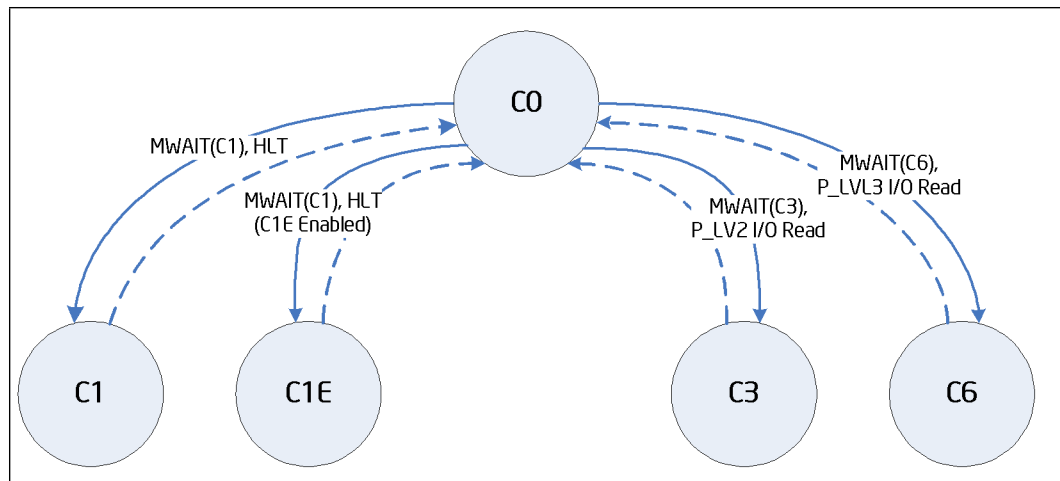 C0
MWAIT(C1), HLT
MWAIT(C1), HLT
(C1E Enabled)
MWAIT(C3),
P_LV2 I/O Read
MWAIT(C6),
P_LVL3 I/O Read
C1
C1E
C3
C6